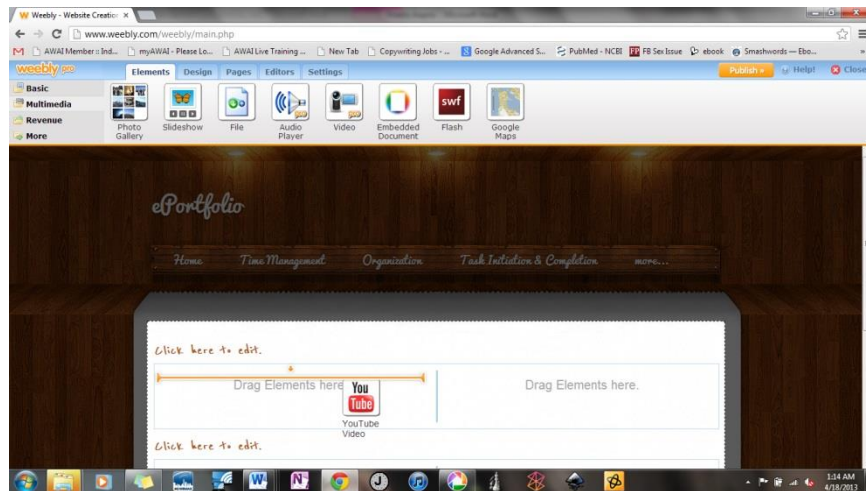 Weebly - Website Creation
www.weebly.com/weebly/main.php
AWAI Member :: Ind...
myAWAI - Please Lo...
AWAI Live Training ...
New Tab
Copywriting Jobs - ...
Google Advanced S...
PubMed - NCBI
FB Sex Issue
ebook
Smashwords — Ebo...
weebly pro
Elements
Design
Pages
Editors
Settings
Publish
Help!
Close
Basic
Multimedia
Revenue
More
Photo
Gallery
Slideshow
File
Audio
Player
Video
Embedded
Document
swf
Flash
Google
Maps
ePortfolio
Home
Time Management
Organization
Task Initiation & Completion
more...
Click here to edit.
Drag Elements here
You
Tube
YouTube
Video
Drag Elements here.
Click here to edit.
1:14 AM
4/18/2013